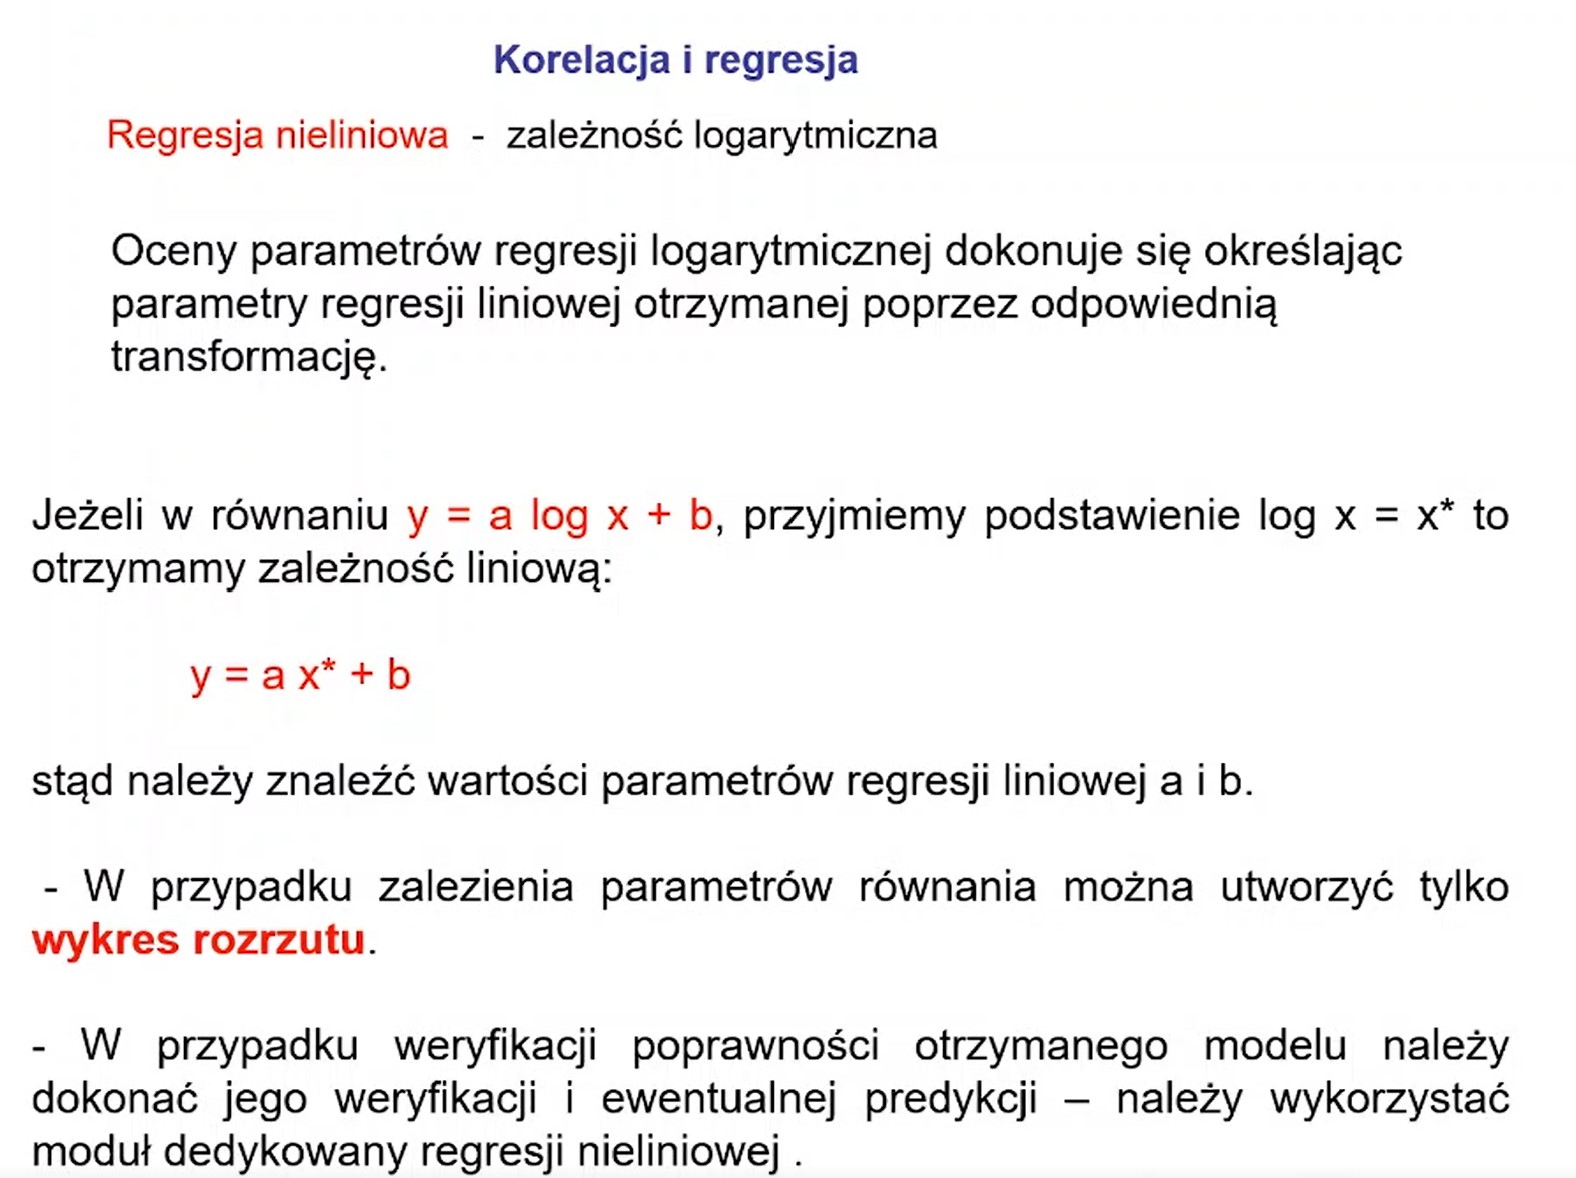 Korelacja i regresja
Regresja nieliniowa - zależność logarytmiczna
Oceny parametrów regresji logarytmicznej dokonuje się określając
parametry regresji liniowej otrzymanej poprzez odpowiednią
transformację.
Jeżeli w równaniu y = a log x + b, przyjmiemy podstawienie log x = x* to
otrzymamy zależność liniową:
y = a x* + b
stąd należy znaleźć wartości parametrów regresji liniowej a i b.
- W przypadku zalezienia parametrów równania można utworzyć tylko
wykres rozrzutu.
- W przypadku weryfikacji poprawności otrzymanego modelu należy
dokonać jego weryfikacji i ewentualnej predykcji – należy wykorzystać
moduł dedykowany regresji nieliniowej .